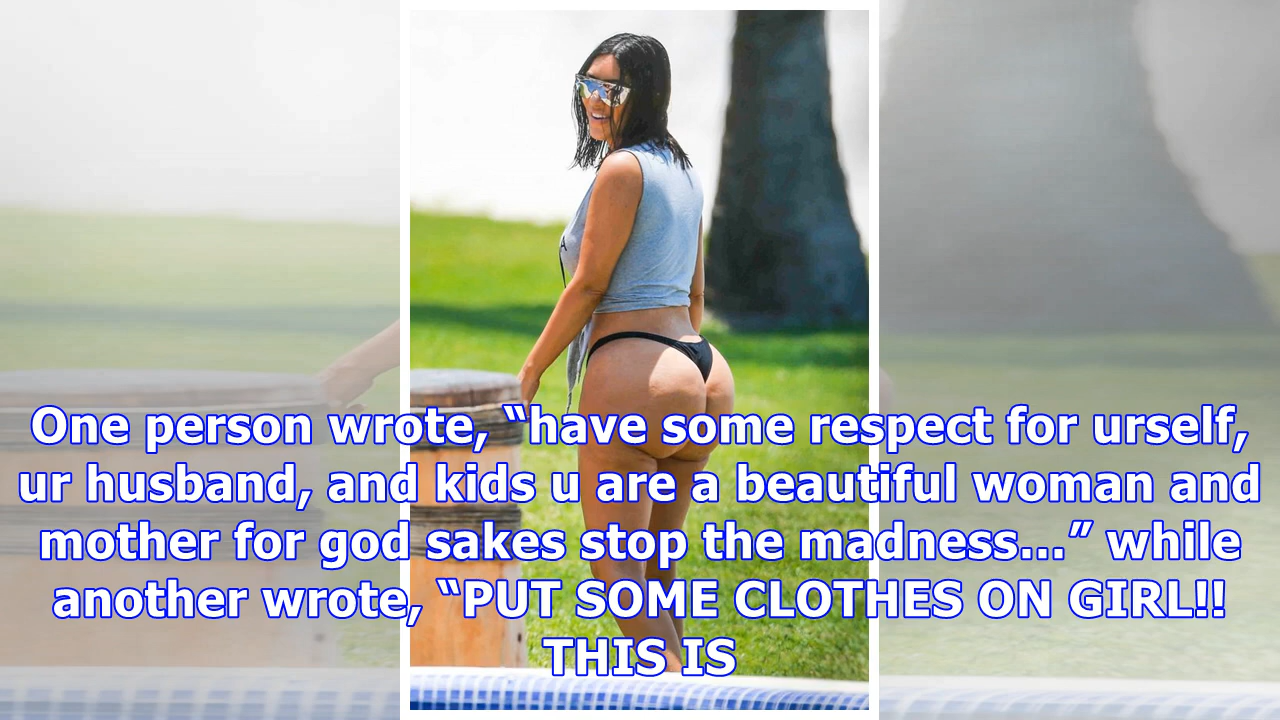 One person wrote, “have some respect for urself,
ur husband, and kids u are a beautiful woman and
mother for god sakes stop the madness...” while
another wrote, “PUT SOME CLOTHES ON GIRL!!
THIS IS